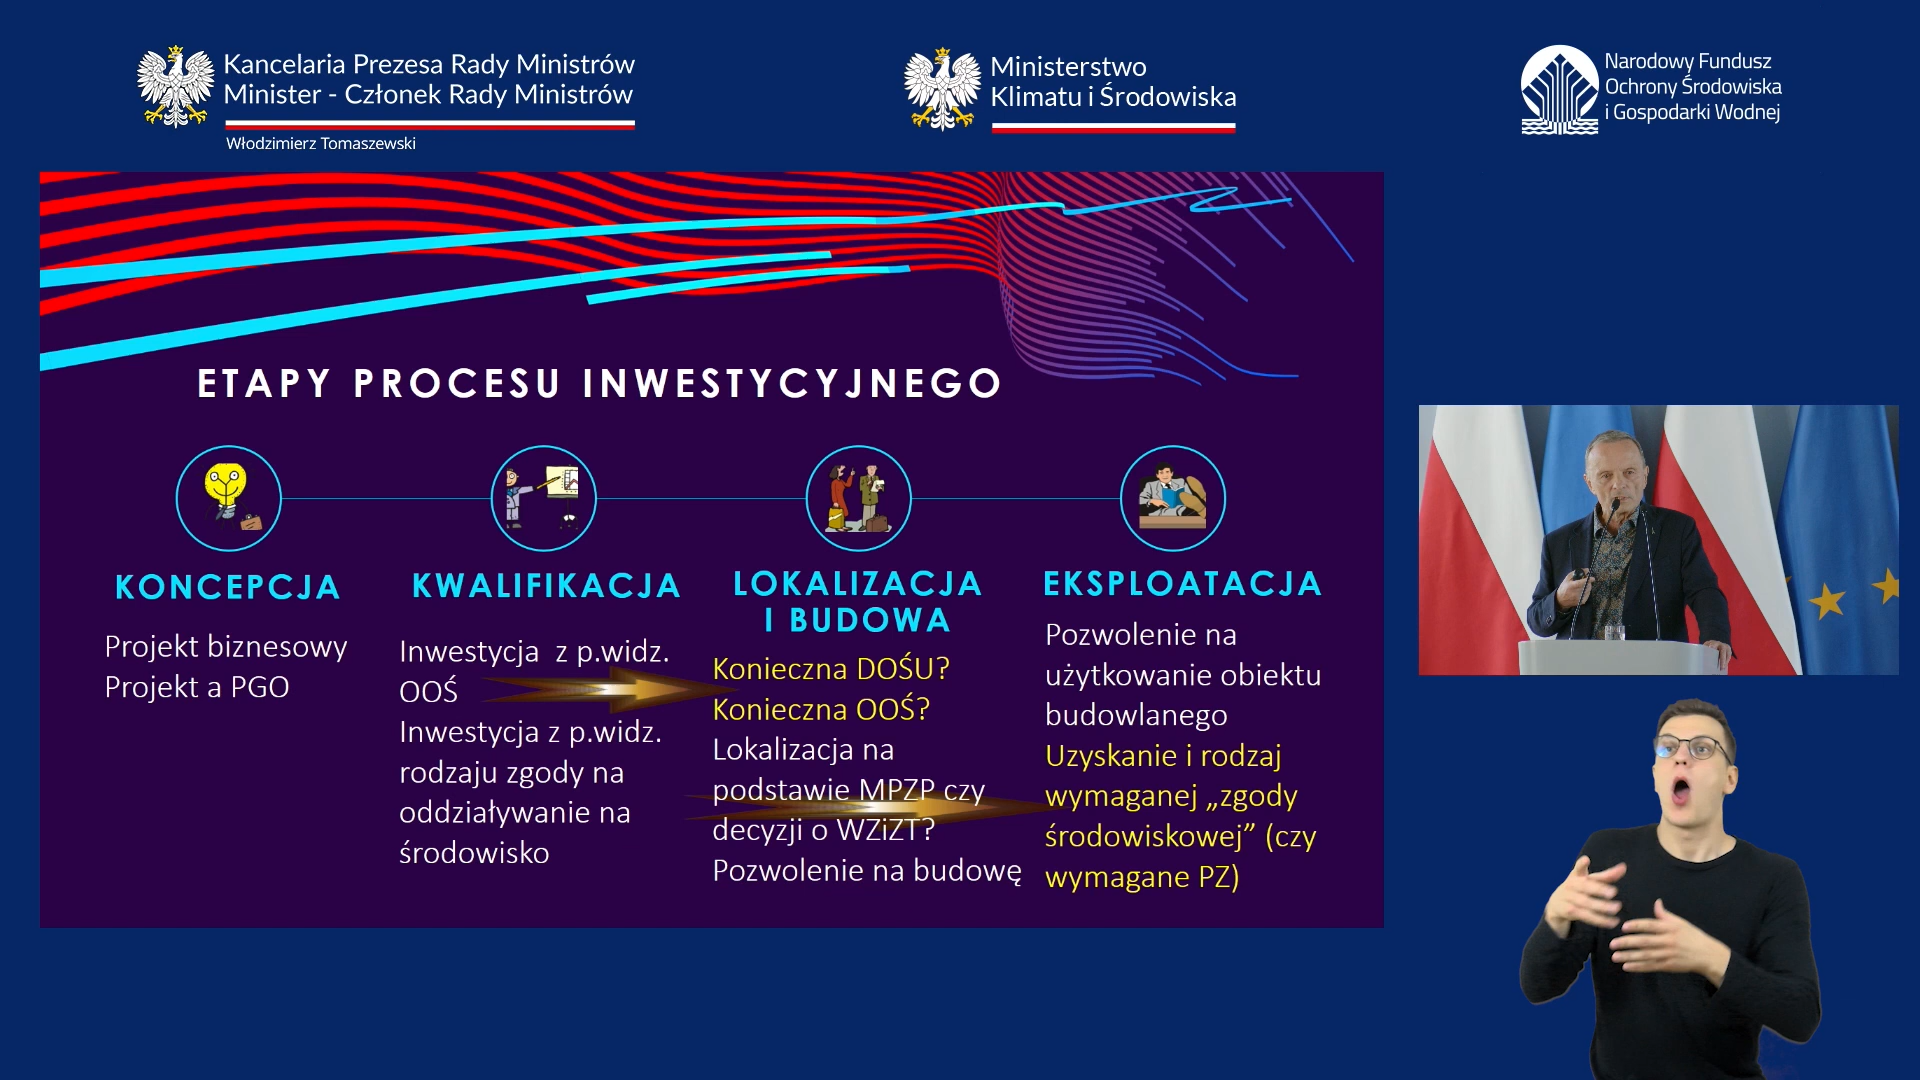 Kancelaria Prezesa Rady Ministrów
Minister - Członek Rady Ministrów
Włodzimierz Tomaszewski
Ministerstwo
Klimatu i Środowiska
Narodowy Fundusz
Ochrony Środowiska
i Gospodarki Wodnej
ETAPY PROCESU INWESTYCYJNEGO
KONCEPCJA
Projekt biznesowy
Projekt a PGO
KWALIFIKACJA
Inwestycja z p.widz.
OOŚ
Inwestycja z p.widz.
rodzaju zgody na
oddziaływanie na
środowisko
LOKALIZACJA
I BUDOWA
Konieczna DOŚU?
Konieczna OOŚ?
Lokalizacja na
podstawie MPZP czy
decyzji o WZiZT?
Pozwolenie na budowę
EKSPLOATACJA
Pozwolenie na
użytkowanie obiektu
budowlanego
Uzyskanie i rodzaj
wymaganej „zgody
środowiskowej” (czy
wymagane PZ)